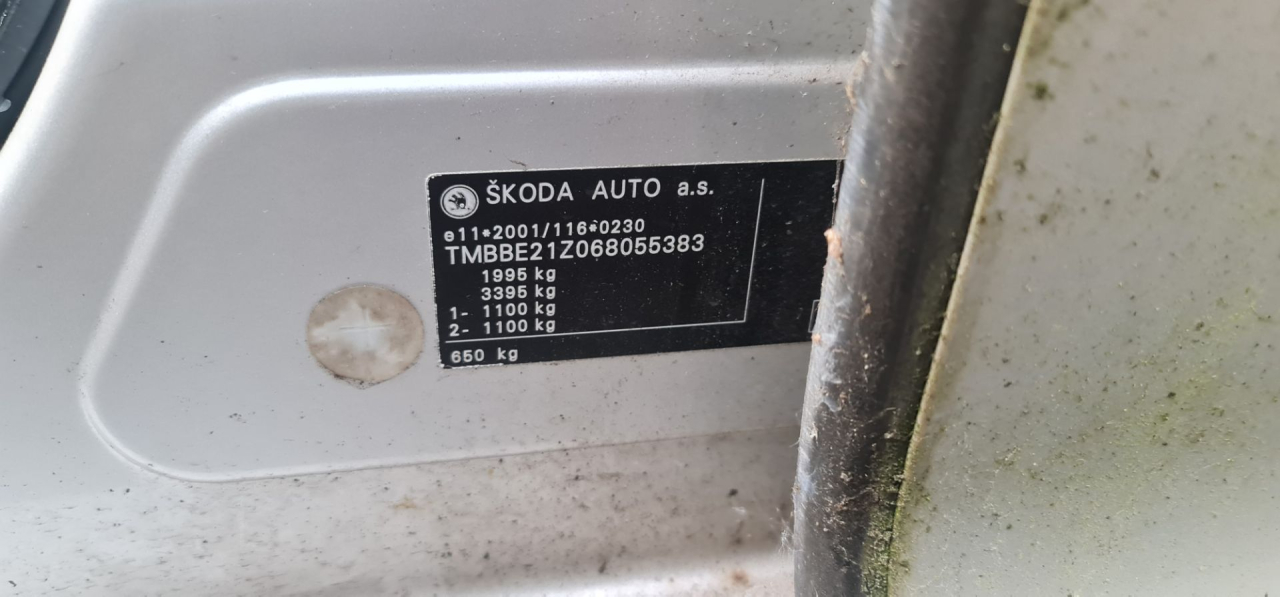 ŠKODA AUTO a.s.
e11*2001/116*0230
TMBBE21Z068055383
1995 kg
3395 kg
1- 1100 kg
2- 1100 kg
650 kg